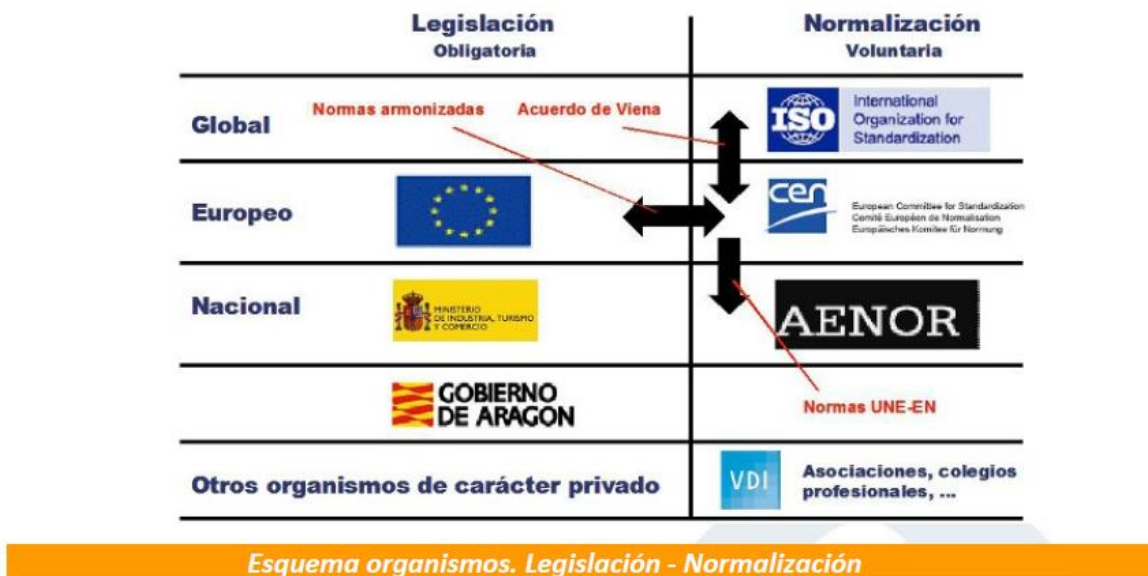 Legislación
Obligatoria
Normalización
Voluntaria
Global
Normas armonizadas
Acuerdo de Viena
ISO
International
Organization for
Standardization
Europeo
cen
European Committee for Standardization
Comité Européen de Normalisation
Europäisches Komitee für Normung
Nacional
MINISTERIO
DE INDUSTRIA, TURISMO
Y COMERCIO
AENOR
GOBIERNO
DE ARAGON
Normas UNE-EN
Otros organismos de carácter privado
VDI
Asociaciones, colegios
profesionales, ...
Esquema organismos. Legislación - Normalización